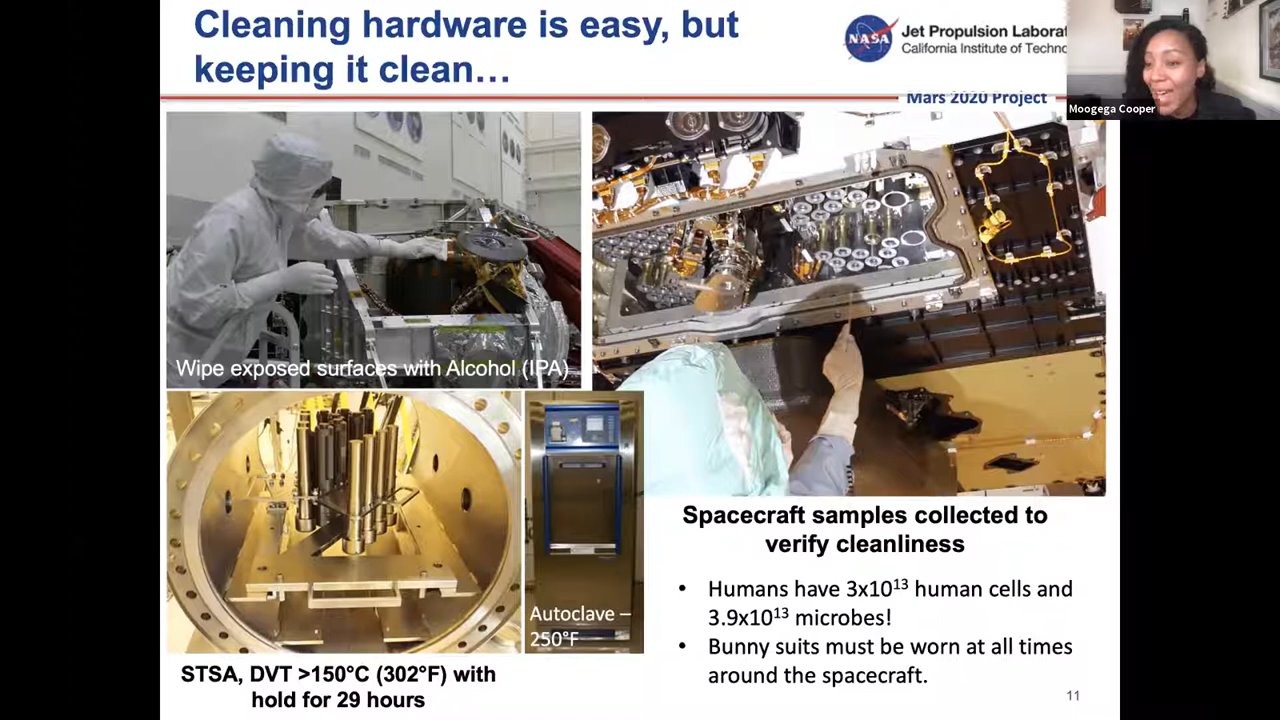 Cleaning hardware is easy, but
keeping it clean…
NASA
Jet Propulsion Laborat
California Institute of Techno
Mars 2020 Project
Moogega Cooper
Wipe exposed surfaces with Alcohol (IPA)
Autoclave –
250°F
STSA, DVT >150°C (302°F) with
hold for 29 hours
Spacecraft samples collected to
verify cleanliness
• Humans have 3x10¹³ human cells and
3.9x10¹³ microbes!
• Bunny suits must be worn at all times
around the spacecraft.
11